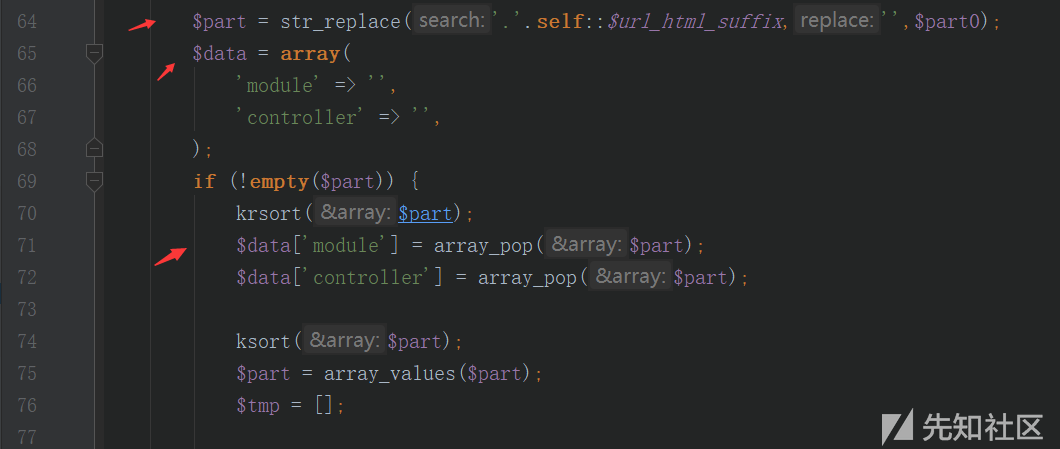 64 $part = str_replace( search: '.'.self::$url_html_suffix, replace: '',$part0);
65 $data = array(
66 'module' => '',
67 'controller' => '',
68 );
69 if (!empty($part)) {
70 krsort( &array: $part);
71 $data['module'] = array_pop( &array: $part);
72 $data['controller'] = array_pop( &array: $part);
73
74 ksort( &array: $part);
75 $part = array_values($part);
76 $tmp = [];
77
先知社区